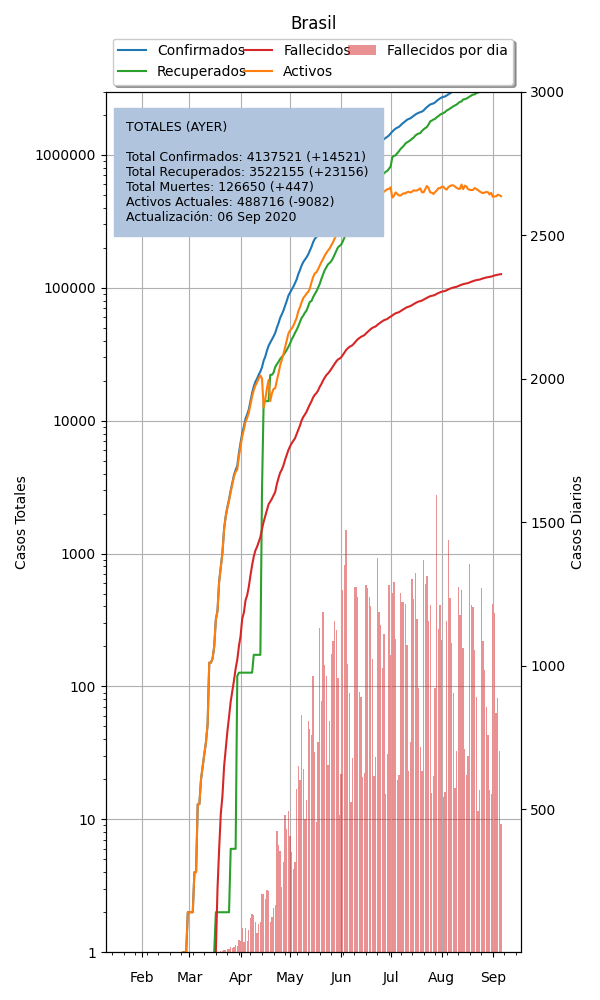 Brasil
Confirmados
Recuperados
Fallecidos
Activos
Fallecidos por dia
TOTALES (AYER)
Total Confirmados: 4137521 (+14521)
Total Recuperados: 3522155 (+23156)
Total Muertes: 126650 (+447)
Activos Actuales: 488716 (-9082)
Actualización: 06 Sep 2020
Casos Totales
1000000
100000
10000
1000
100
10
1
Casos Diarios
3000
2500
2000
1500
1000
500
Feb Mar Apr May Jun Jul Aug Sep